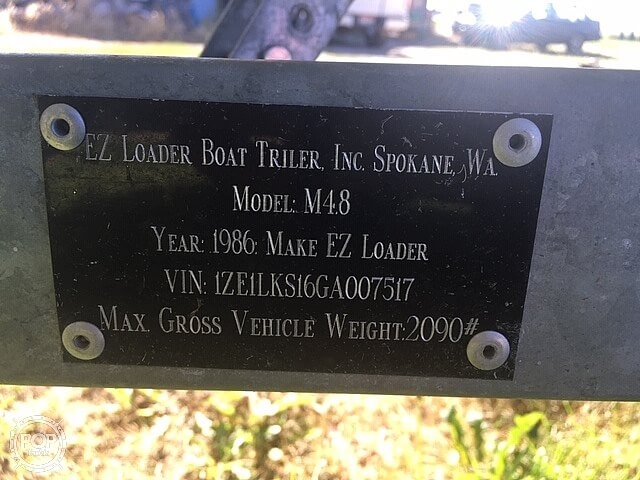 EZ LOADER BOAT TRILER, INC. SPOKANE, WA.
MODEL: M4.8
YEAR: 1986: MAKE EZ LOADER
VIN: 1ZE1LKS16GA007517
MAX. GROSS VEHICLE WEIGHT:2090#
POP